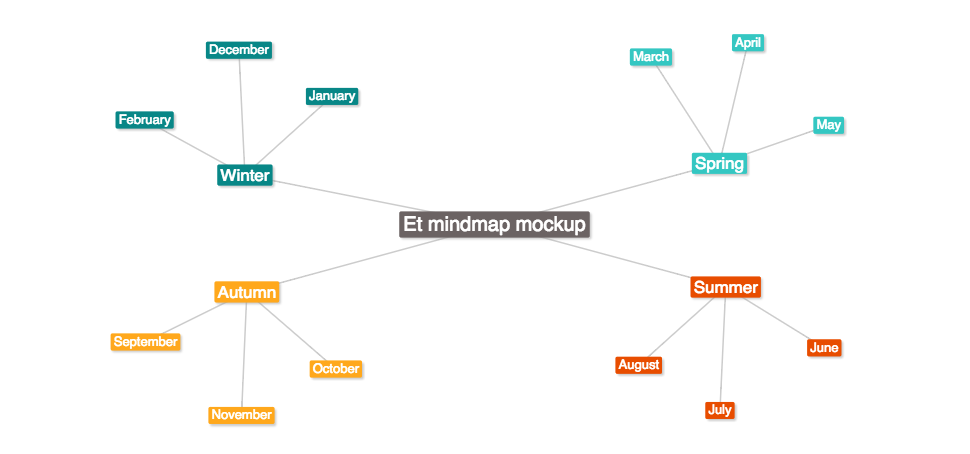 December
January
February
Winter
March
April
May
Spring
Et mindmap mockup
Autumn
September
October
November
Summer
August
June
July